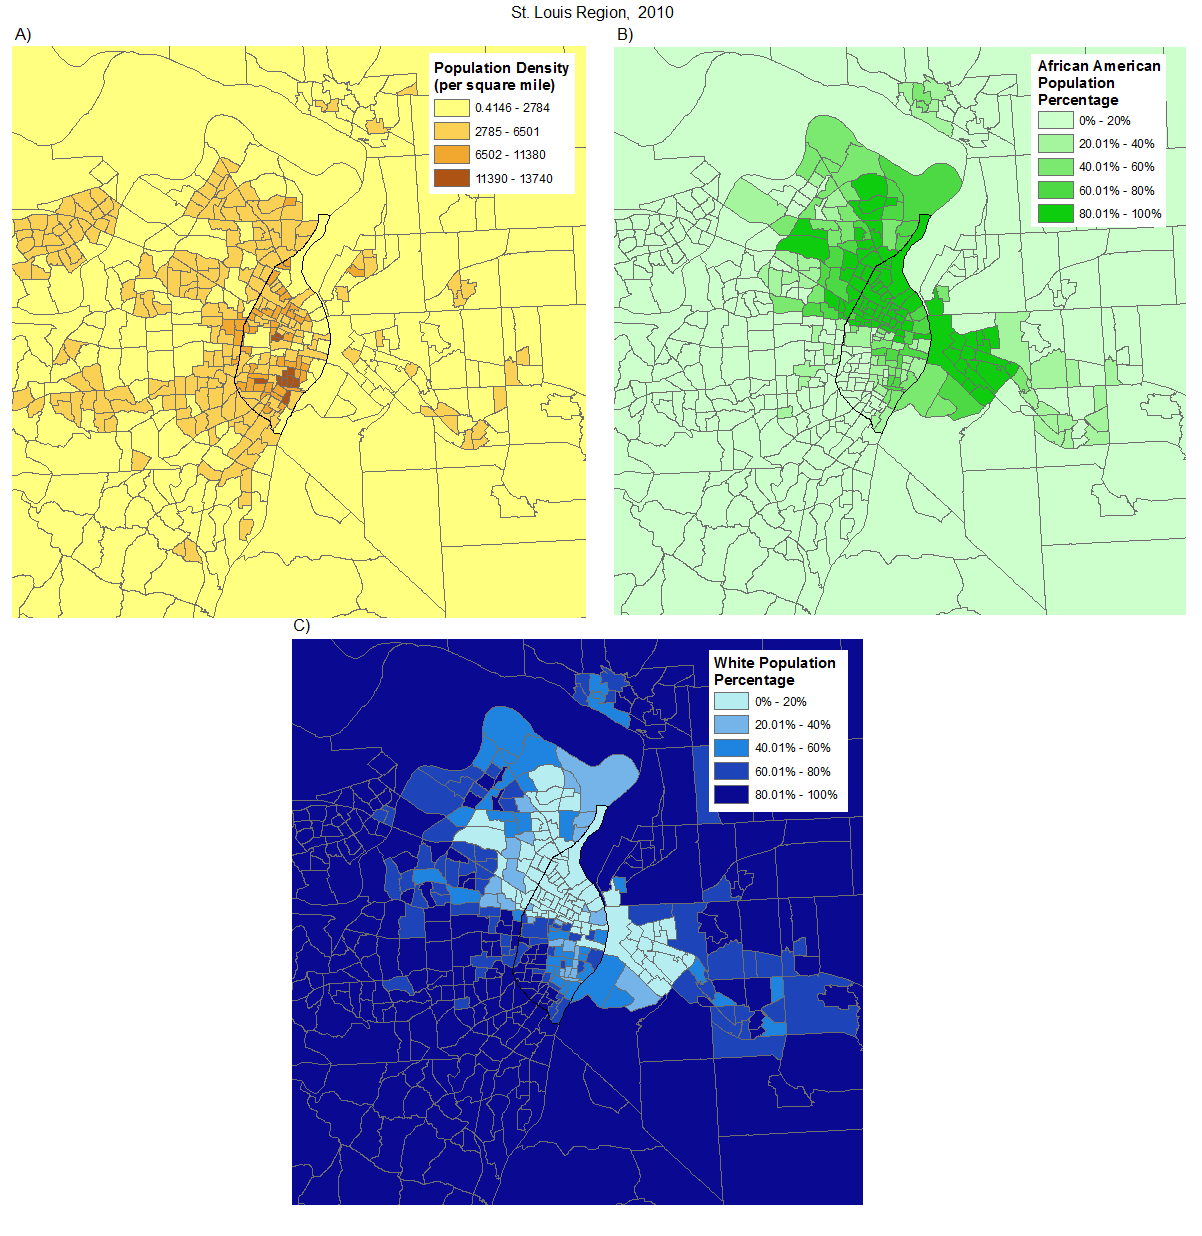 St. Louis Region, 2010
A)
B)
Population Density
(per square mile)
0.4146 - 2784
2785 - 6501
6502 - 11380
11390 - 13740
African American
Population
Percentage
0% - 20%
20.01% - 40%
40.01% - 60%
60.01% - 80%
80.01% - 100%
C)
White Population
Percentage
0% - 20%
20.01% - 40%
40.01% - 60%
60.01% - 80%
80.01% - 100%